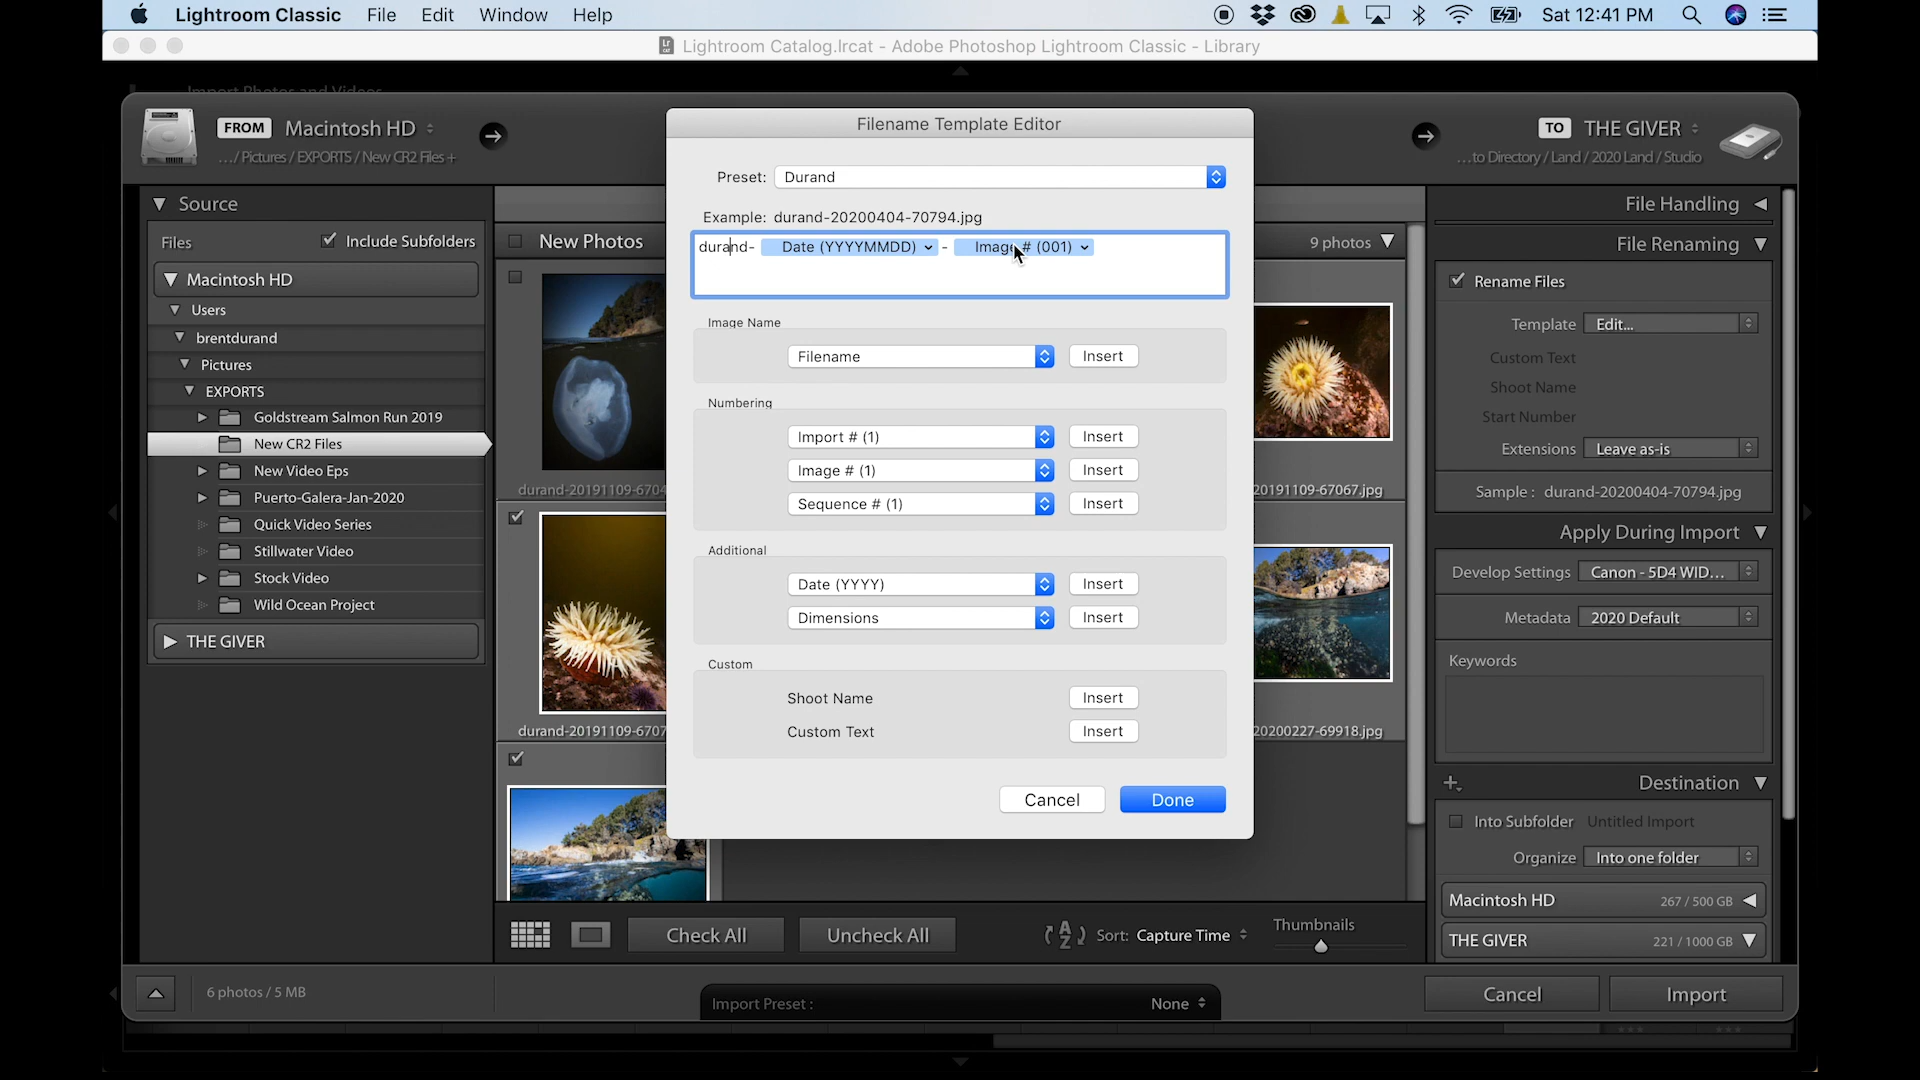 Lightroom Classic File Edit Window Help Sat 12:41 PM
Lightroom Catalog.lrcat - Adobe Photoshop Lightroom Classic - Library
Import Photos and Videos
FROM Macintosh HD
.../ Pictures / EXPORTS / New CR2 Files +
TO THE GIVER
...to Directory / Land / 2020 Land / Studio
Source
Files Include Subfolders
Macintosh HD
Users
brentdurand
Pictures
EXPORTS
Goldstream Salmon Run 2019
New CR2 Files
New Video Eps
Puerto-Galera-Jan-2020
Quick Video Series
Stillwater Video
Stock Video
Wild Ocean Project
THE GIVER
New Photos
9 photos
durand-20191109-6704
20191109-67067.jpg
durand-20191109-6707
20200227-69918.jpg
Filename Template Editor
Preset: Durand
Example: durand-20200404-70794.jpg
durand- Date (YYYYMMDD) - Image # (001)
Image Name
Filename Insert
Numbering
Import # (1) Insert
Image # (1) Insert
Sequence # (1) Insert
Additional
Date (YYYY) Insert
Dimensions Insert
Custom
Shoot Name Insert
Custom Text Insert
Cancel Done
File Handling
File Renaming
Rename Files
Template Edit...
Custom Text
Shoot Name
Start Number
Extensions Leave as-is
Sample : durand-20200404-70794.jpg
Apply During Import
Develop Settings Canon - 5D4 WID...
Metadata 2020 Default
Keywords
Destination
Into Subfolder Untitled Import
Organize Into one folder
Macintosh HD 267 / 500 GB
THE GIVER 221 / 1000 GB
Check All Uncheck All Sort: Capture Time Thumbnails
6 photos / 5 MB
Import Preset : None
Cancel Import